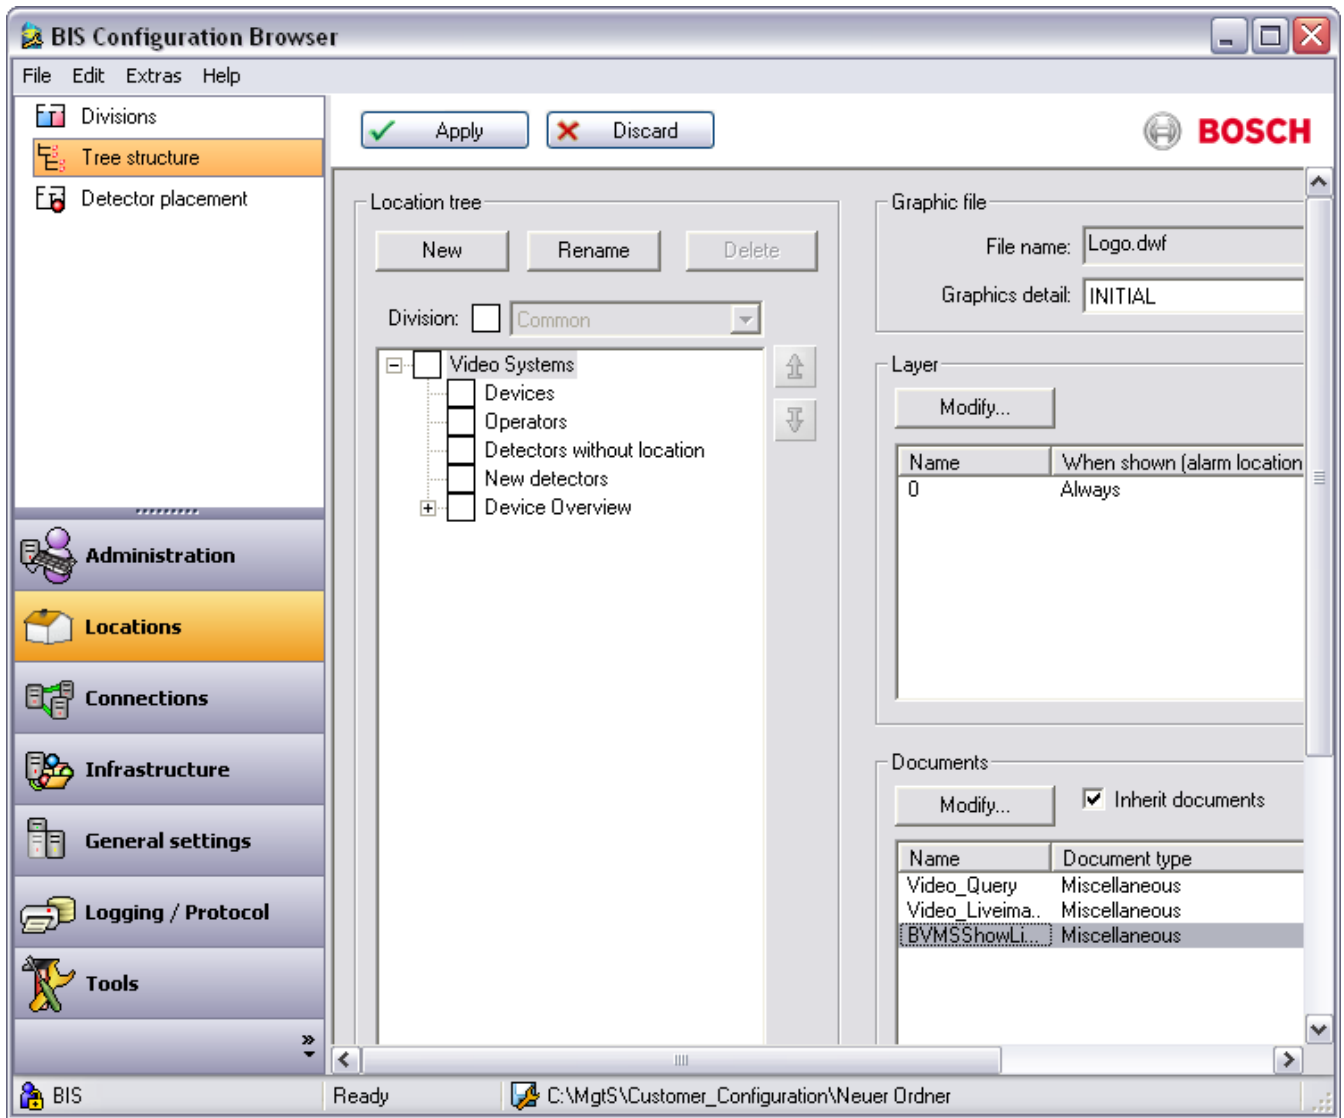 BIS Configuration Browser
File Edit Extras Help
Divisions
Tree structure
Detector placement
Apply
Discard
BOSCH
Location tree
New
Rename
Delete
Division:
Common
Video Systems
Devices
Operators
Detectors without location
New detectors
Device Overview
Graphic file
File name:
Logo.dwf
Graphics detail:
INITIAL
Layer
Modify...
Name When shown (alarm location
0 Always
Documents
Modify...
Inherit documents
Name Document type
Video_Query Miscellaneous
Video_Liveima.. Miscellaneous
BVMSShowLi... Miscellaneous
Administration
Locations
Connections
Infrastructure
General settings
Logging / Protocol
Tools
»
BIS
Ready
C:\MgtS\Customer_Configuration\Neuer Ordner